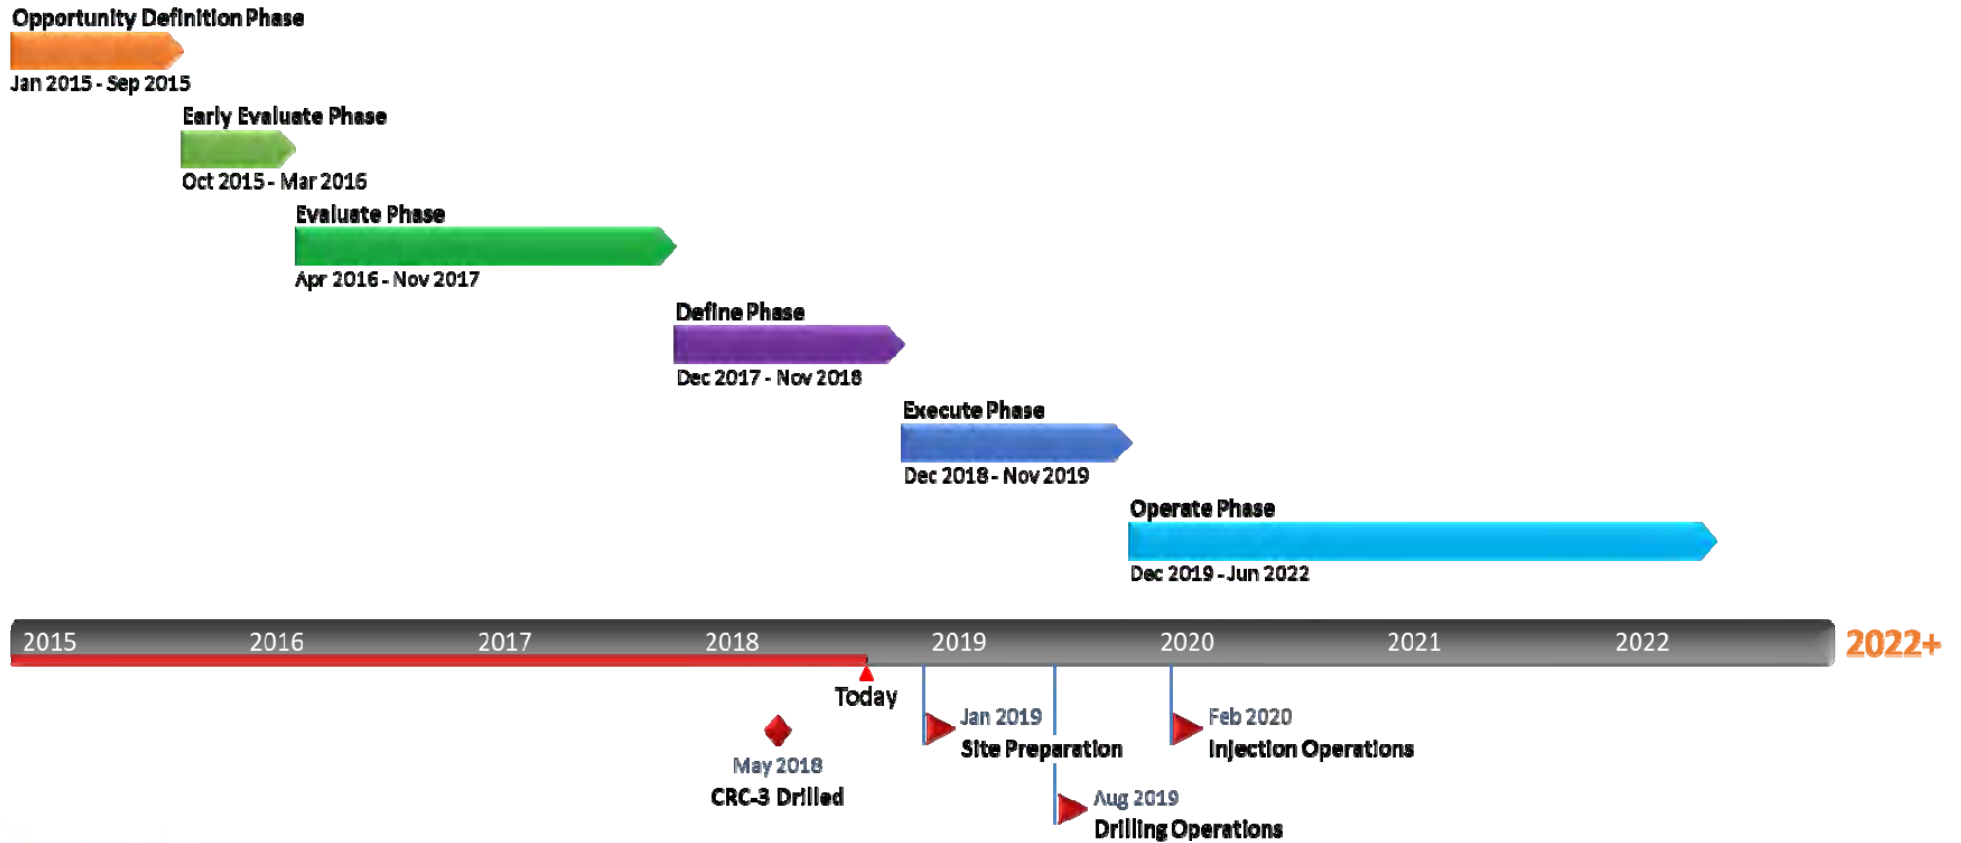 Opportunity Definition Phase
Jan 2015 - Sep 2015
Early Evaluate Phase
Oct 2015 - Mar 2016
Evaluate Phase
Apr 2016 - Nov 2017
Define Phase
Dec 2017 - Nov 2018
Execute Phase
Dec 2018 - Nov 2019
Operate Phase
Dec 2019 - Jun 2022
2015 2016 2017 2018 2019 2020 2021 2022 2022+
Today
Jan 2019
Site Preparation
Feb 2020
Injection Operations
May 2018
CRC-3 Drilled
Aug 2019
Drilling Operations